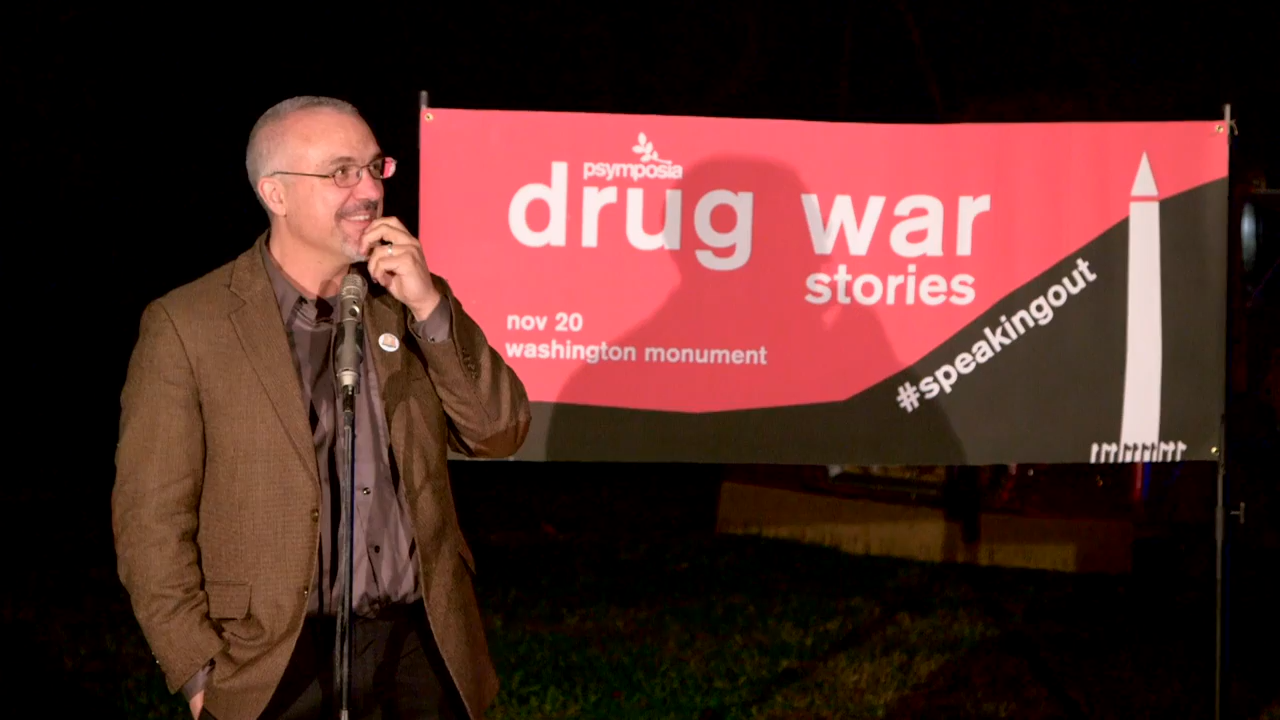 psymposia
drug war
stories
nov 20
washington monument
#speakingout